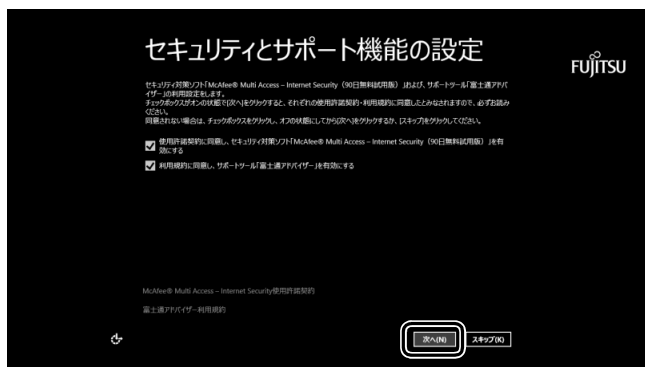 セキュリティとサポート機能の設定
FUJITSU
セキュリティ対策ソフト「McAfee® Multi Access – Internet Security（90日無料試用版）」および、サポートツール「富士通アドバイ
ザー」の利用設定をします。
チェックボックスがオンの状態で[次へ]をクリックすると、それぞれの使用許諾契約・利用規約に同意したとみなされますので、必ずお読み
ください。
同意されない場合は、チェックボックスをクリックし、オフの状態にしてから[次へ]をクリックするか、[スキップ]をクリックしてください。
使用許諾契約に同意し、セキュリティ対策ソフト「McAfee® Multi Access – Internet Security（90日無料試用版）」を有
効にする
利用規約に同意し、サポートツール「富士通アドバイザー」を有効にする
McAfee® Multi Access – Internet Security使用許諾契約
富士通アドバイザー利用規約
次へ(N)
スキップ(K)